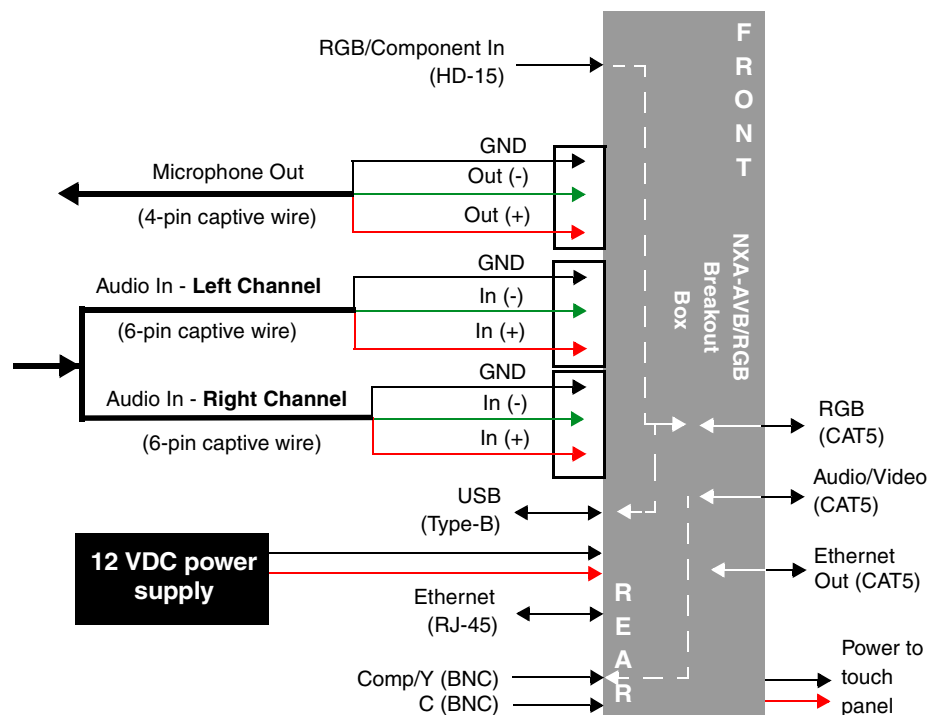 RGB/Component In
(HD-15)
GND
Microphone Out
Out (-)
(4-pin captive wire)
Out (+)
GND
Audio In - Left Channel
In (-)
(6-pin captive wire)
In (+)
GND
Audio In - Right Channel
In (-)
(6-pin captive wire)
In (+)
USB
(Type-B)
12 VDC power
supply
Ethernet
(RJ-45)
Comp/Y (BNC)
C (BNC)
FRONT
NXA-AVB/RGB
Breakout
Box
REAR
RGB
(CAT5)
Audio/Video
(CAT5)
Ethernet
Out (CAT5)
Power to
touch
panel